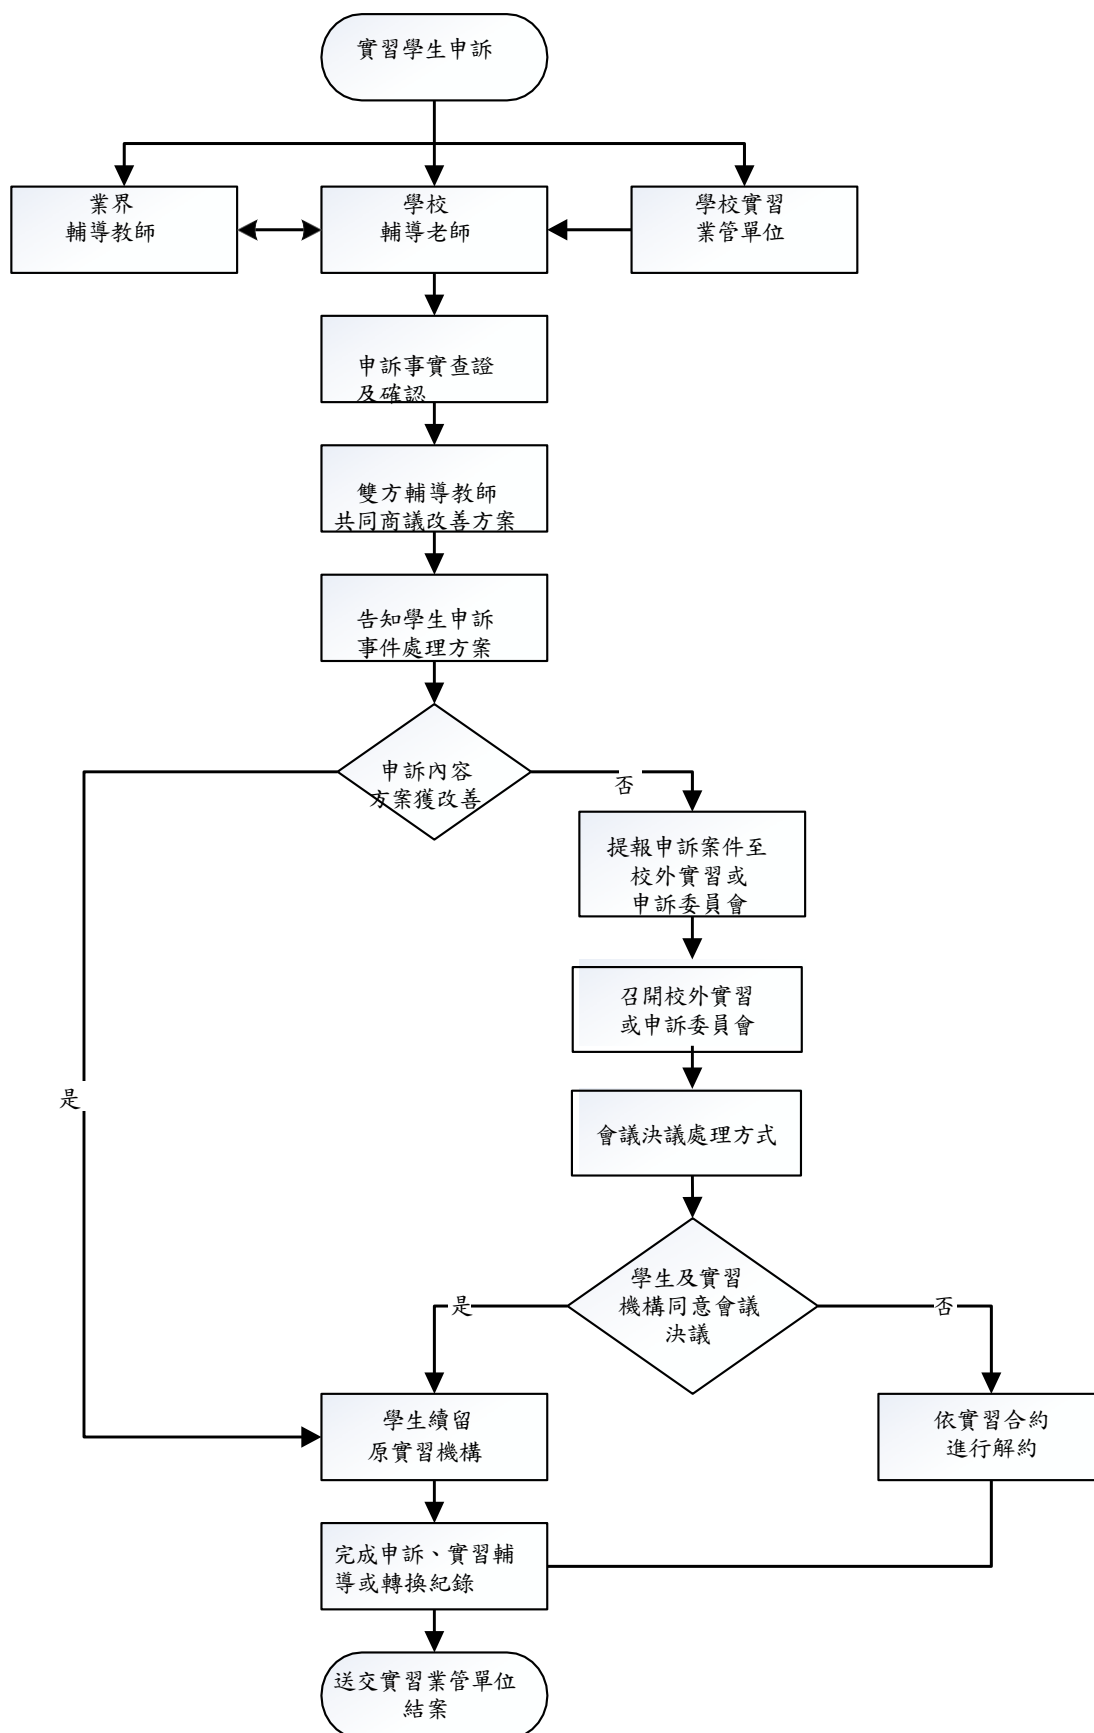 實習學生申訴
業界
輔導教師
學校
輔導老師
學校實習
業管單位
申訴事實查證
及確認
雙方輔導教師
共同商議改善方案
告知學生申訴
事件處理方案
申訴內容
方案獲改善
否
提報申訴案件至
校外實習或
申訴委員會
召開校外實習
或申訴委員會
是
會議決議處理方式
學生及實習
機構同意會議
決議
是
否
學生續留
原實習機構
依實習合約
進行解約
完成申訴、實習輔
導或轉換紀錄
送交實習業管單位
結案